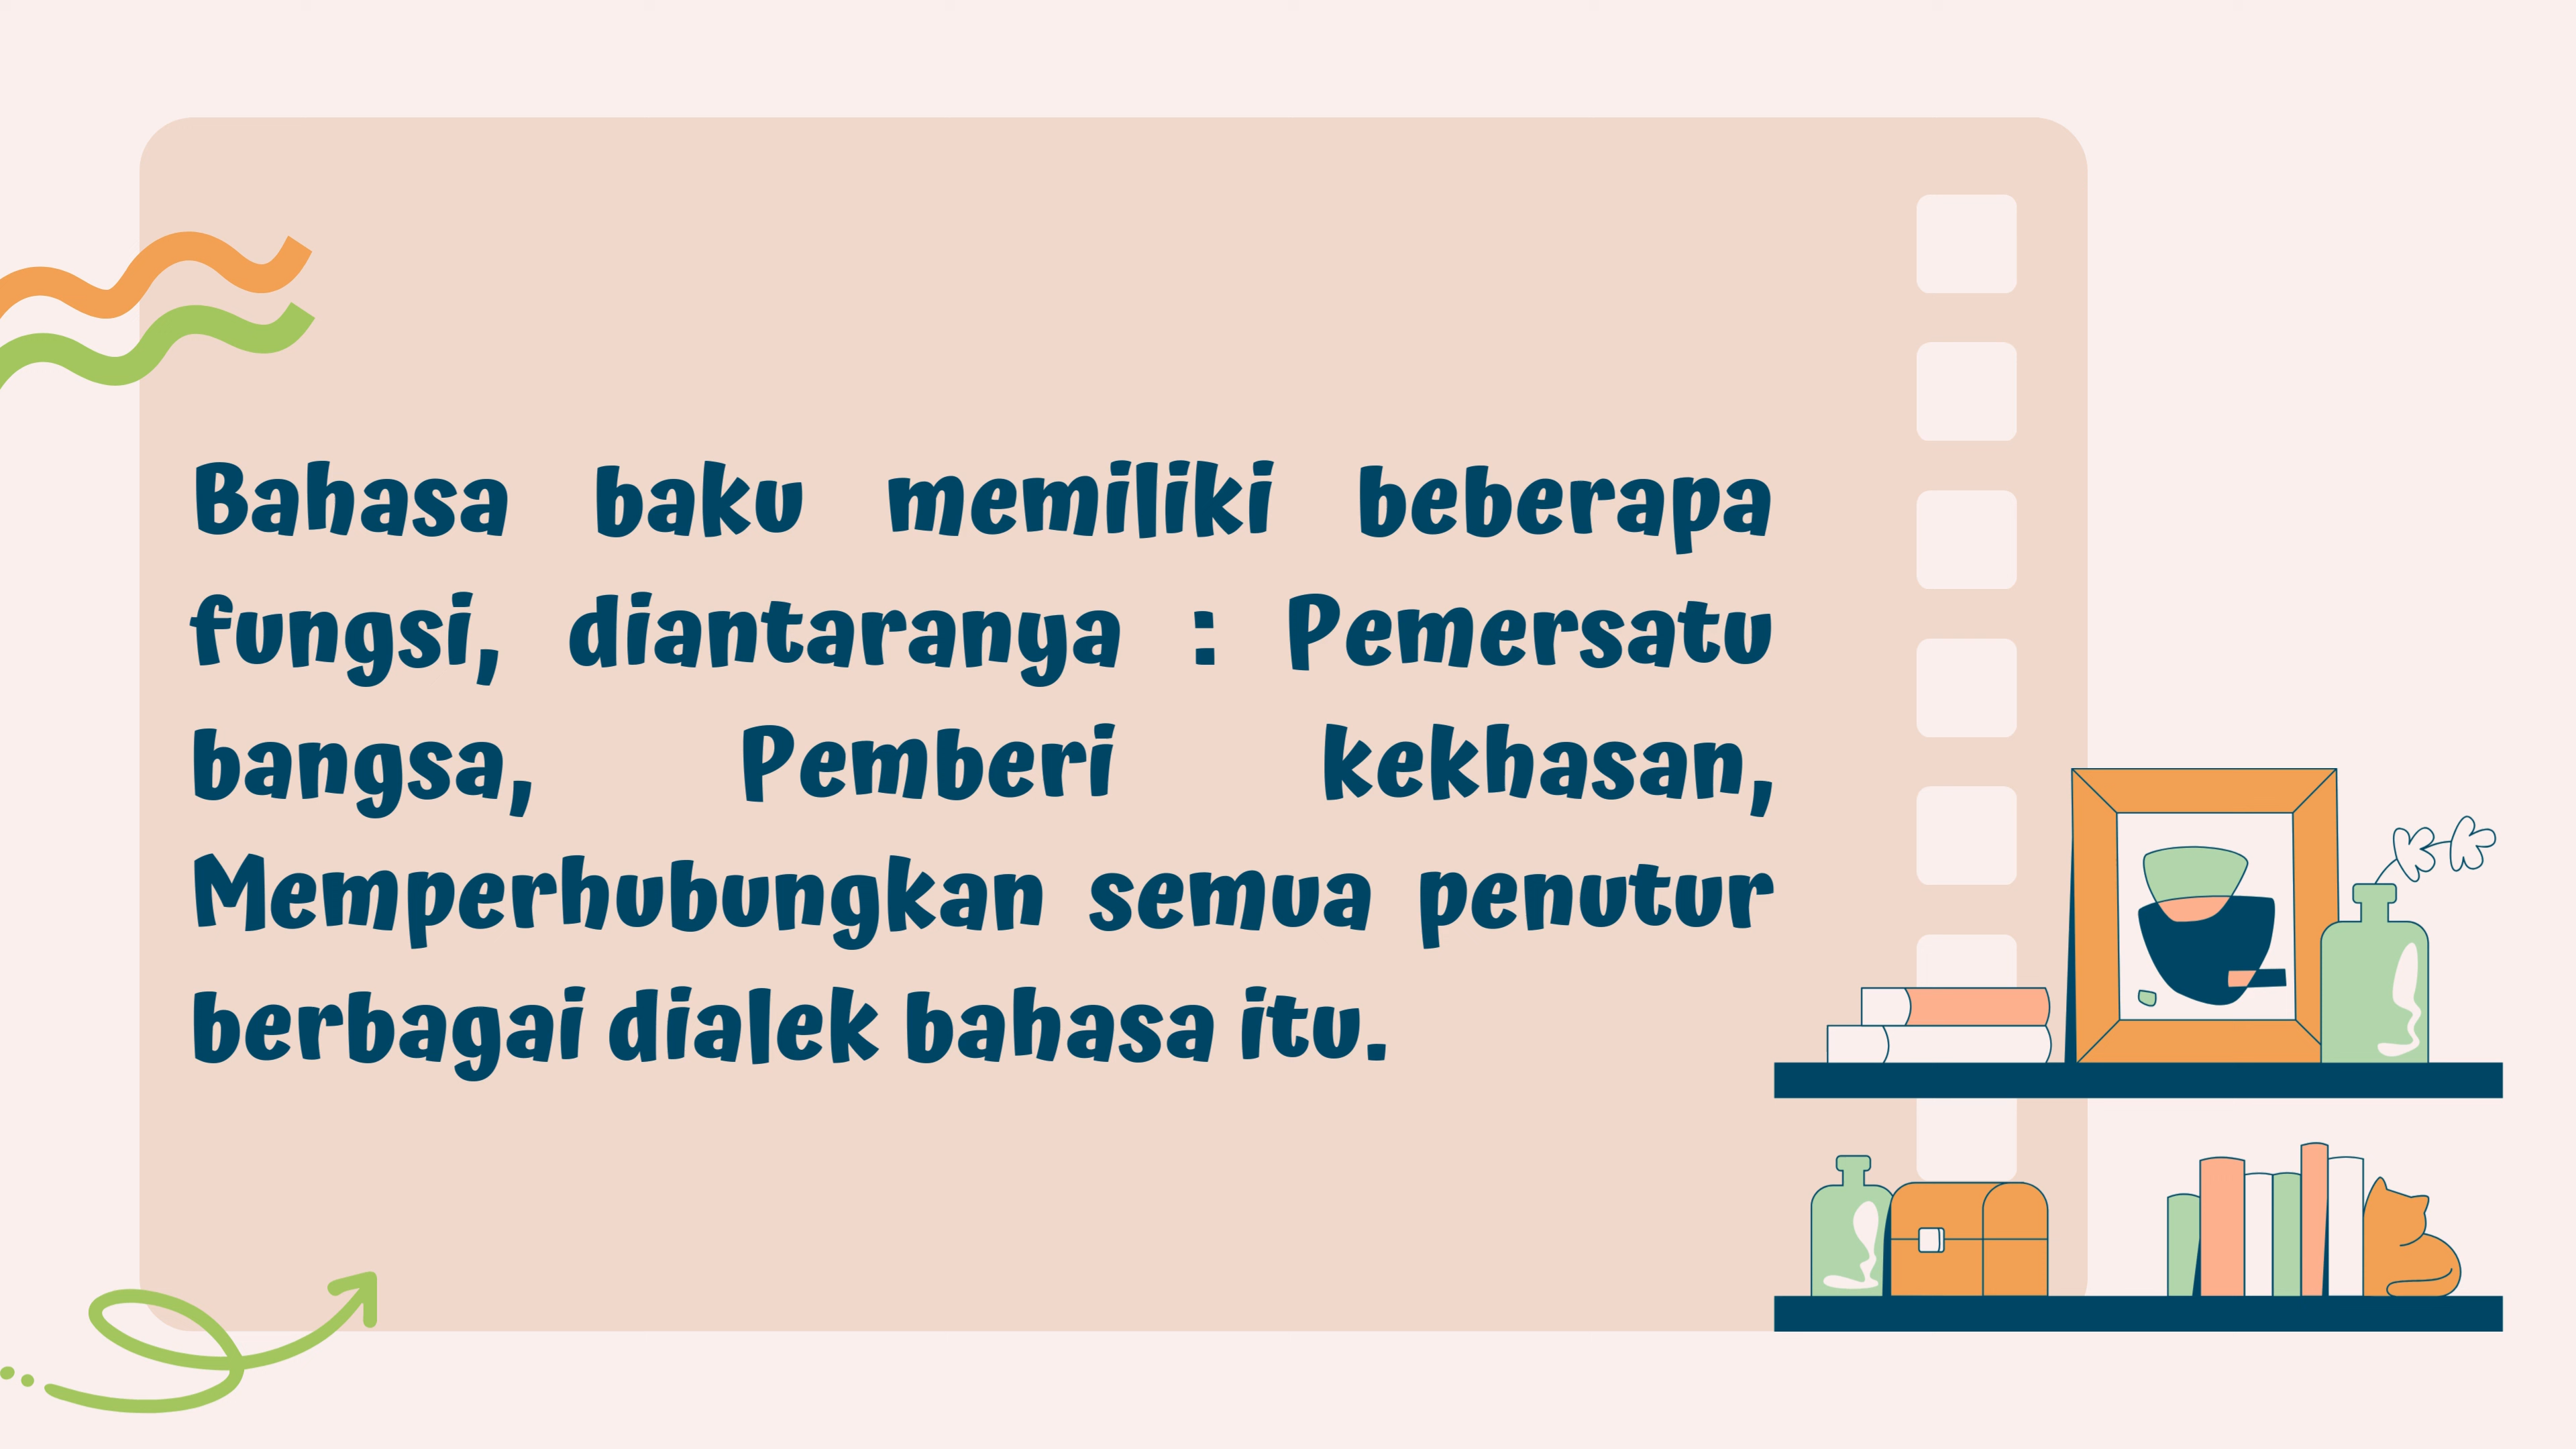 Bahasa baku memiliki beberapa
fungsi, diantaranya : Pemersatu
bangsa, Pemberi kekhasan,
Memperhubungkan semua penutur
berbagai dialek bahasa itu.